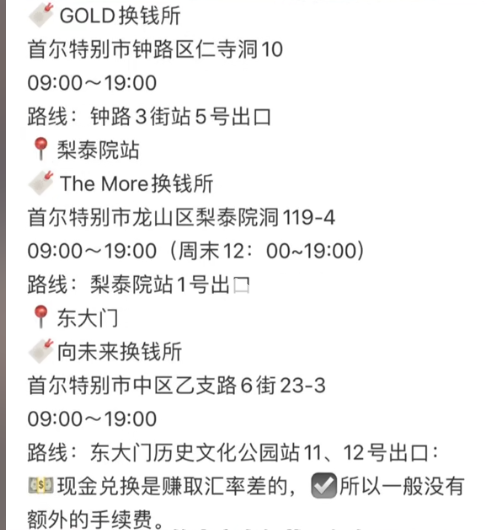 GOLD换钱所
首尔特别市钟路区仁寺洞10
09:00～19:00
路线：钟路3街站5号出口
📍梨泰院站
The More换钱所
首尔特别市龙山区梨泰院洞119-4
09:00～19:00（周末12：00~19:00）
路线：梨泰院站1号出口
📍东大门
向未来换钱所
首尔特别市中区乙支路6街23-3
09:00～19:00
路线：东大门历史文化公园站11、12号出口：
💵现金兑换是赚取汇率差的，✅所以一般没有
额外的手续费。